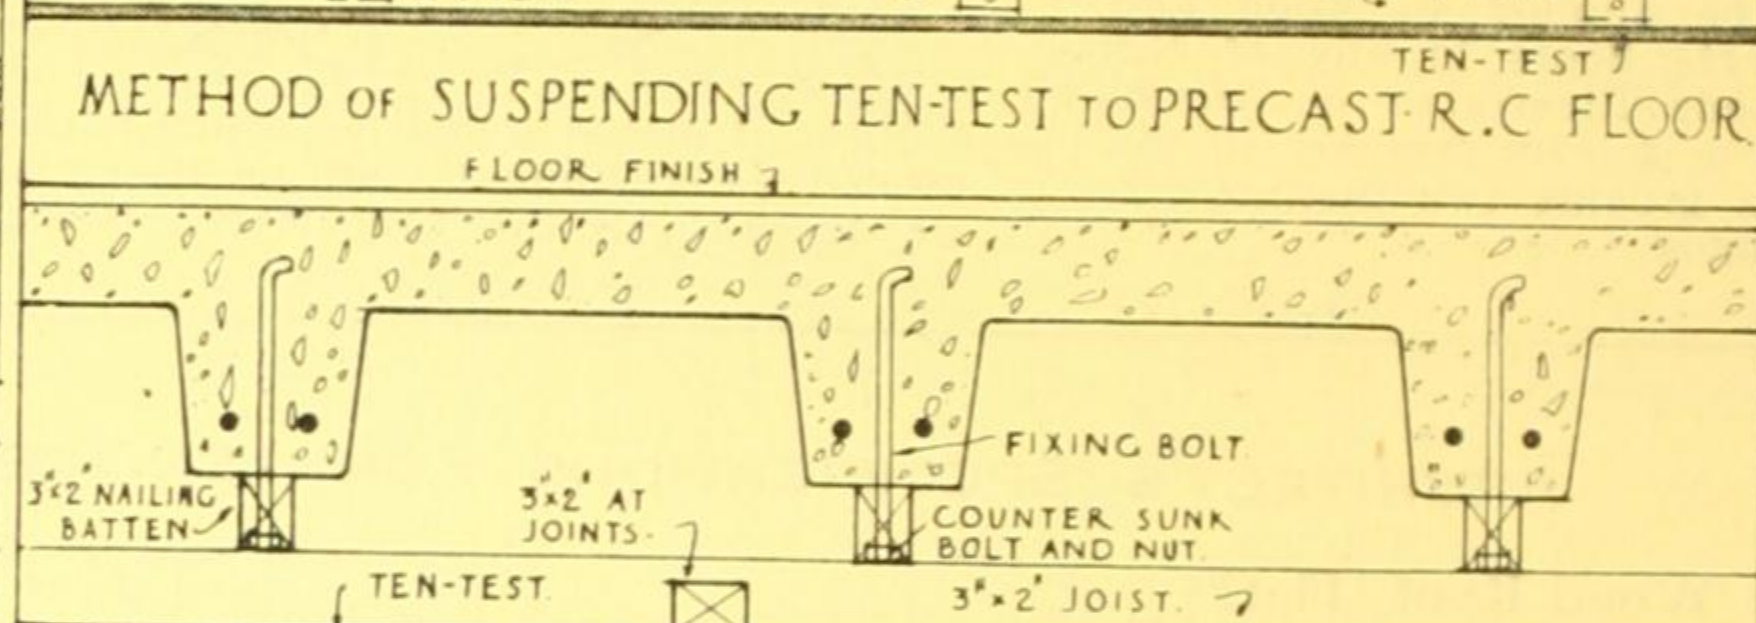 TEN-TEST
METHOD OF SUSPENDING TEN-TEST TO PRECAST R.C FLOOR.
FLOOR FINISH
FIXING BOLT
3"x2" NAILING
BATTEN
3"x2" AT
JOINTS.
COUNTER SUNK
BOLT AND NUT.
TEN-TEST.
3"x2" JOIST.